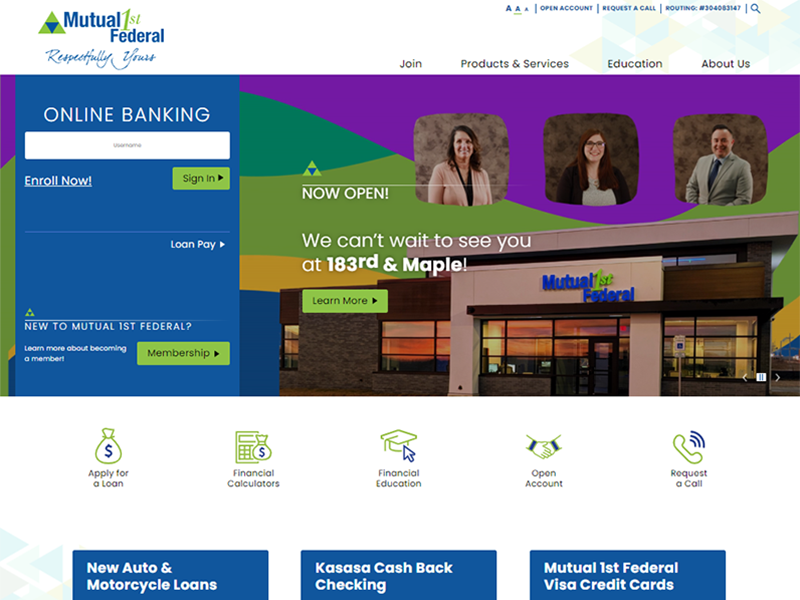 Mutual 1st
Federal
Respectfully Yours
A A A
OPEN ACCOUNT
REQUEST A CALL
ROUTING: #304083147
Join
Products & Services
Education
About Us
ONLINE BANKING
Username
Enroll Now!
Sign In
Loan Pay
NEW TO MUTUAL 1ST FEDERAL?
Learn more about becoming
a member!
Membership
NOW OPEN!
We can't wait to see you
at 183rd & Maple!
Learn More
Mutual 1st
Federal
Apply for
a Loan
Financial
Calculators
Financial
Education
Open
Account
Request
a Call
New Auto &
Motorcycle Loans
Kasasa Cash Back
Checking
Mutual 1st Federal
Visa Credit Cards